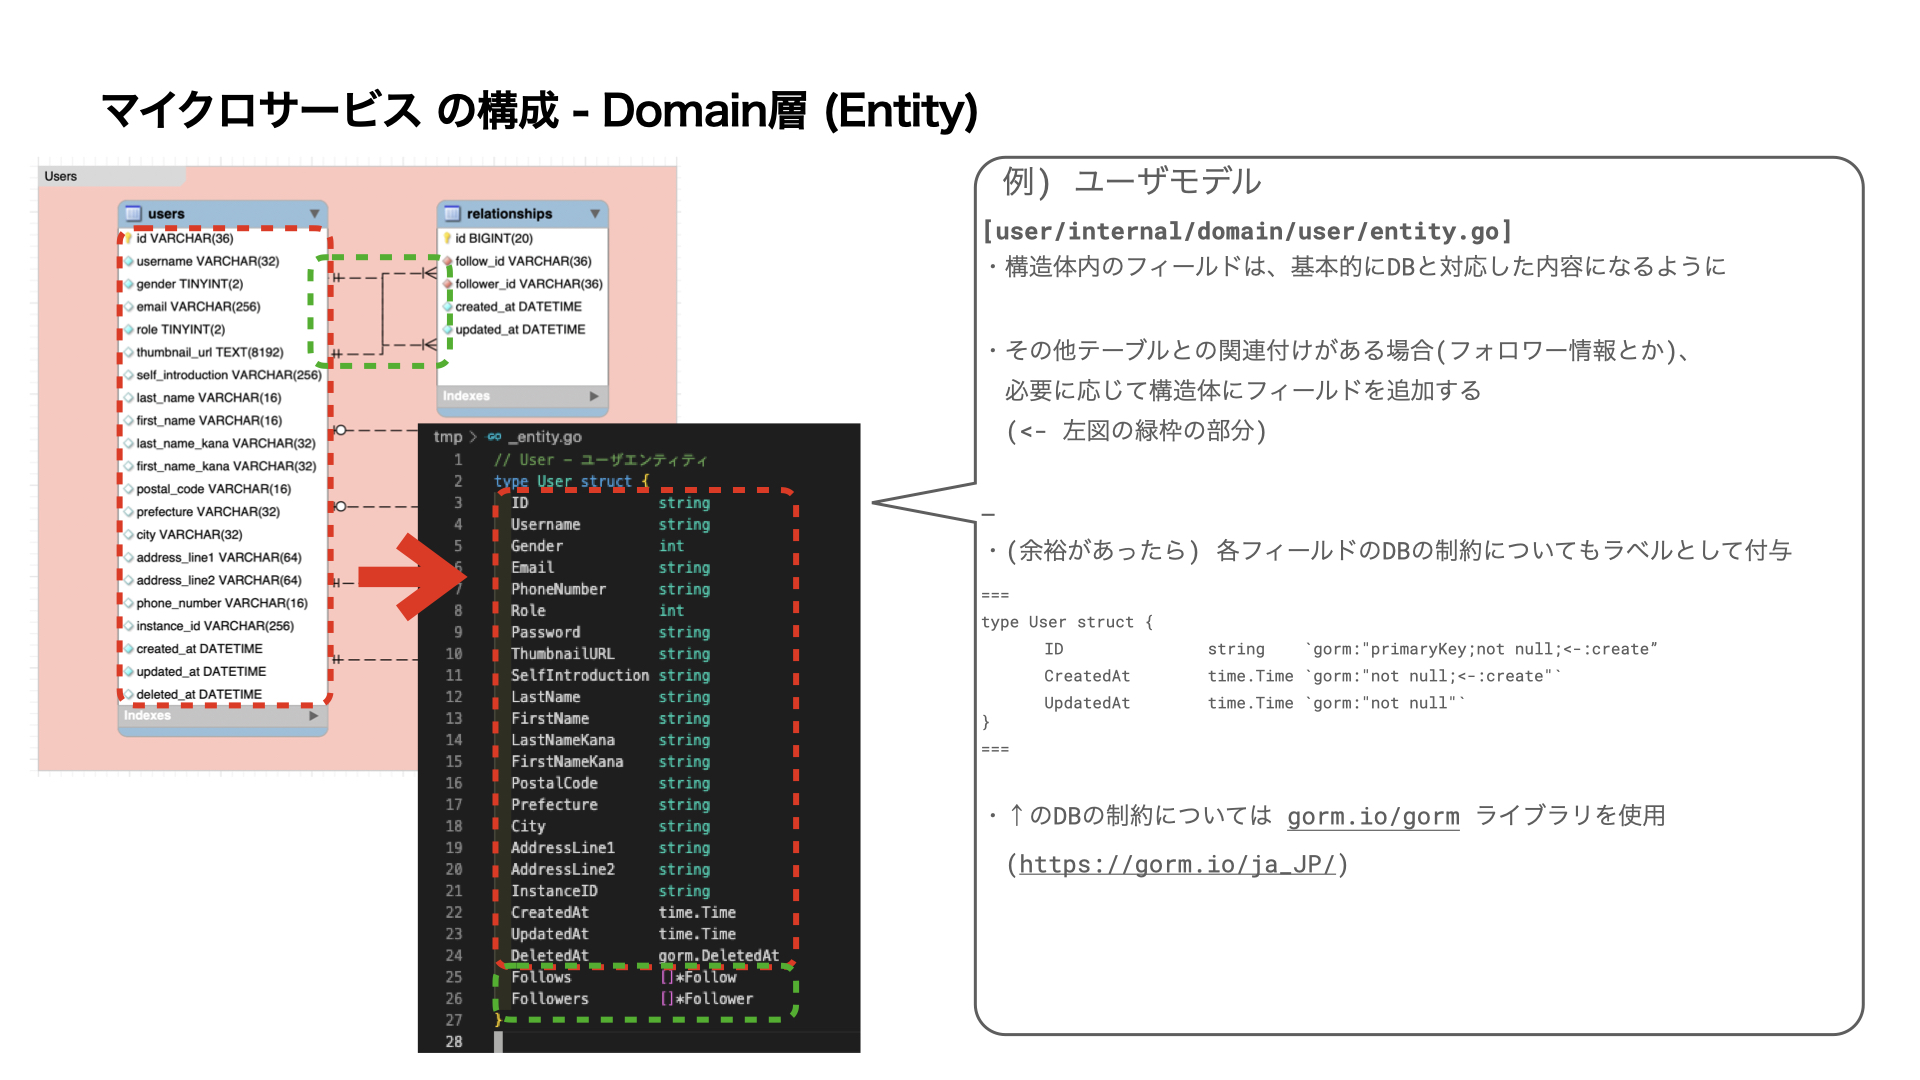 マイクロサービス の構成 - Domain層 (Entity)
Users
users
id VARCHAR(36)
username VARCHAR(32)
gender TINYINT(2)
email VARCHAR(256)
role TINYINT(2)
thumbnail_url TEXT(8192)
self_introduction VARCHAR(256)
last_name VARCHAR(16)
first_name VARCHAR(16)
last_name_kana VARCHAR(32)
first_name_kana VARCHAR(32)
postal_code VARCHAR(16)
prefecture VARCHAR(32)
city VARCHAR(32)
address_line1 VARCHAR(64)
address_line2 VARCHAR(64)
phone_number VARCHAR(16)
instance_id VARCHAR(256)
created_at DATETIME
updated_at DATETIME
deleted_at DATETIME
Indexes
relationships
id BIGINT(20)
follow_id VARCHAR(36)
follower_id VARCHAR(36)
created_at DATETIME
updated_at DATETIME
Indexes
tmp > GO _entity.go
1 // User - ユーザエンティティ
2 type User struct {
3 ID string
4 Username string
5 Gender int
6 Email string
7 PhoneNumber string
8 Role int
9 Password string
10 ThumbnailURL string
11 SelfIntroduction string
12 LastName string
13 FirstName string
14 LastNameKana string
15 FirstNameKana string
16 PostalCode string
17 Prefecture string
18 City string
19 AddressLine1 string
20 AddressLine2 string
21 InstanceID string
22 CreatedAt time.Time
23 UpdatedAt time.Time
24 DeletedAt gorm.DeletedAt
25 Follows []*Follow
26 Followers []*Follower
27 }
28
例) ユーザモデル
[user/internal/domain/user/entity.go]
・構造体内のフィールドは、基本的にDBと対応した内容になるように
・その他テーブルとの関連付けがある場合(フォロワー情報とか)、
必要に応じて構造体にフィールドを追加する
(<- 左図の緑枠の部分)
—
・(余裕があったら) 各フィールドのDBの制約についてもラベルとして付与
===
type User struct {
ID string `gorm:"primaryKey;not null;<-:create”
CreatedAt time.Time `gorm:"not null;<-:create"`
UpdatedAt time.Time `gorm:"not null"`
}
===
・↑のDBの制約については gorm.io/gorm ライブラリを使用
(https://gorm.io/ja_JP/)